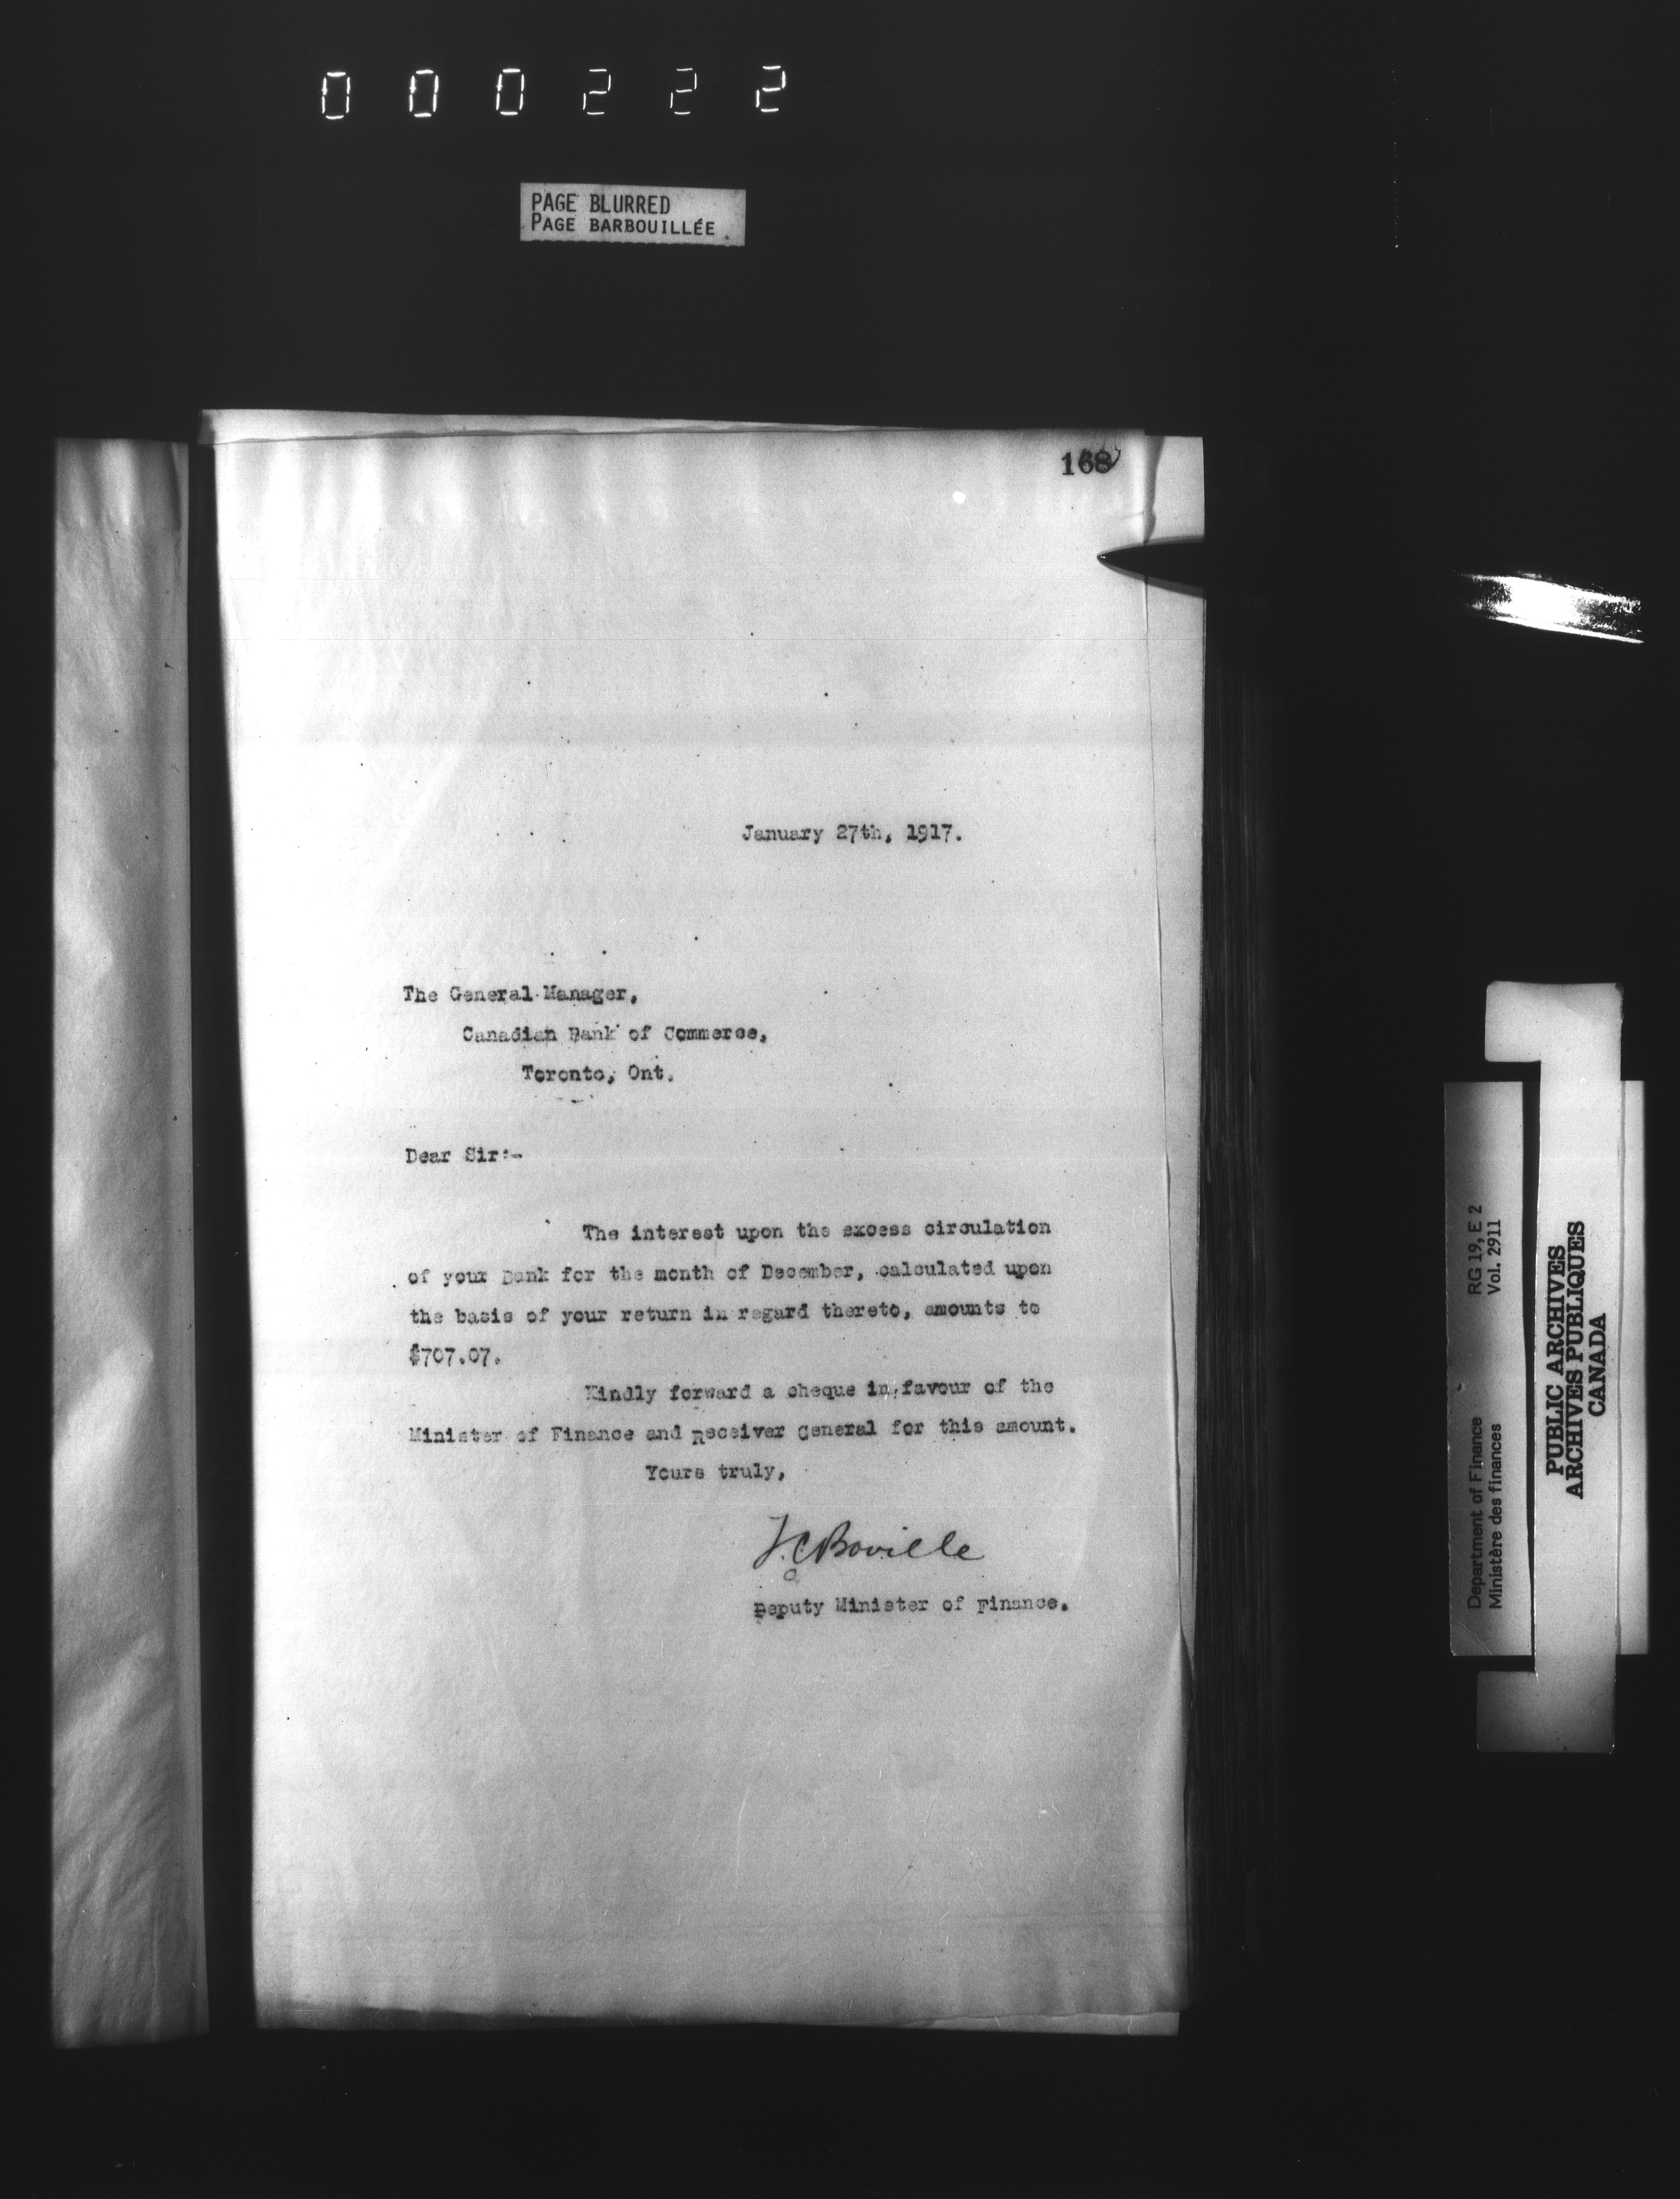 000222
PAGE BLURRED
PAGE BARBOUILLÉE
168
January 27th, 1917.
The General Manager,
Canadian Bank of Commerce,
Toronto, Ont.
Dear Sir:-
The interest upon the excess circulation
of your Bank for the month of December, calculated upon
the basis of your return in regard thereto, amounts to
$707.07.
Kindly forward a cheque in favour of the
Minister of Finance and Receiver General for this amount.
Yours truly,
T.C. Boville
Deputy Minister of Finance.
Department of Finance RG 19, E 2
Ministère des finances Vol. 2911
PUBLIC ARCHIVES
ARCHIVES PUBLIQUES
CANADA